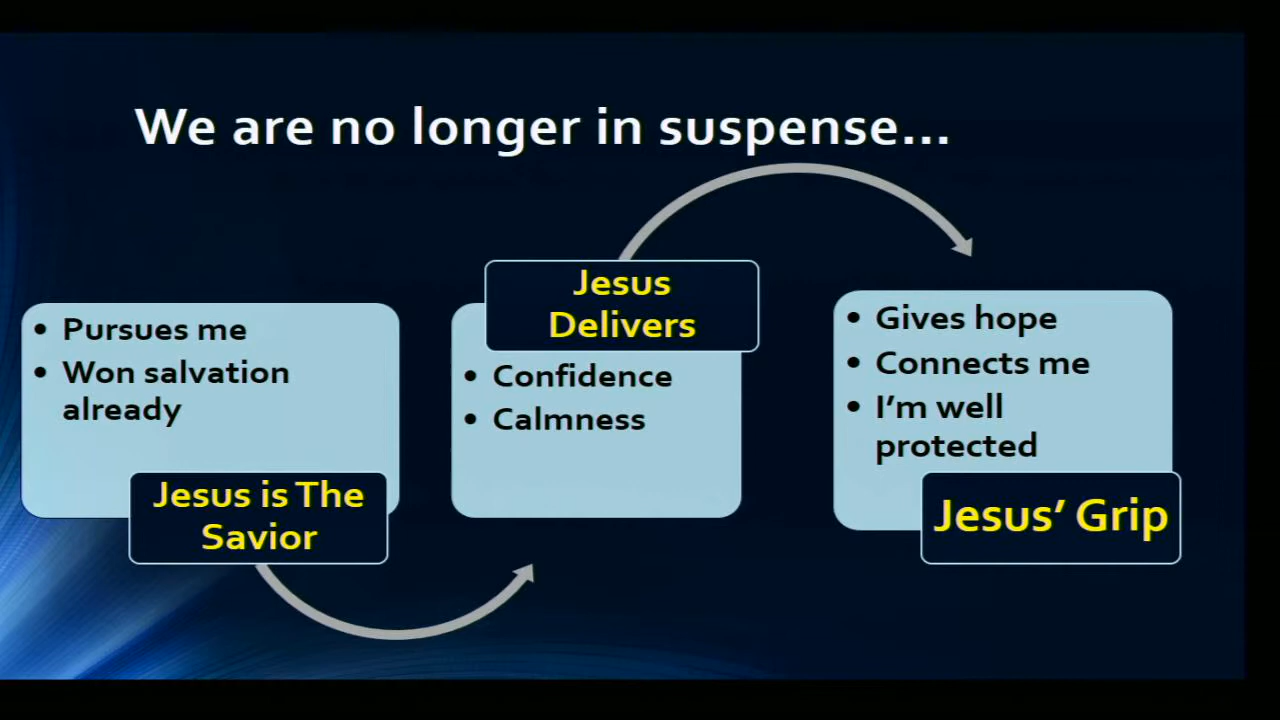 We are no longer in suspense...
• Pursues me
• Won salvation
already
Jesus is The
Savior
Jesus
Delivers
• Confidence
• Calmness
• Gives hope
• Connects me
• I’m well
protected
Jesus’ Grip